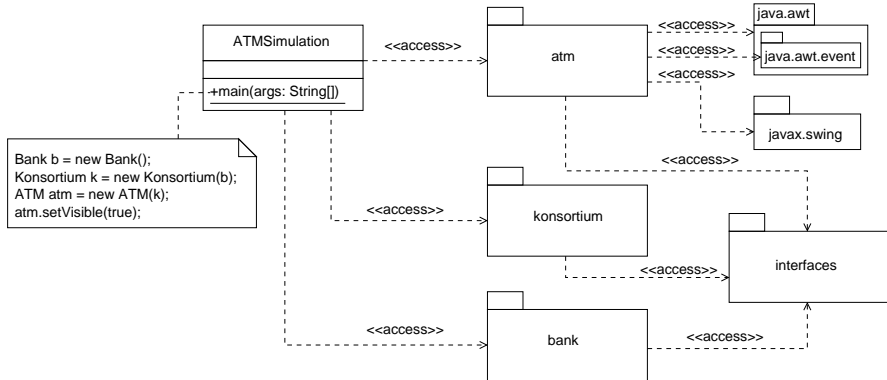 ATMSimulation
+main(args: String[])
Bank b = new Bank();
Konsortium k = new Konsortium(b);
ATM atm = new ATM(k);
atm.setVisible(true);
<<access>>
atm
<<access>>
<<access>>
<<access>>
java.awt
java.awt.event
javax.swing
<<access>>
<<access>>
konsortium
<<access>>
interfaces
<<access>>
bank
<<access>>